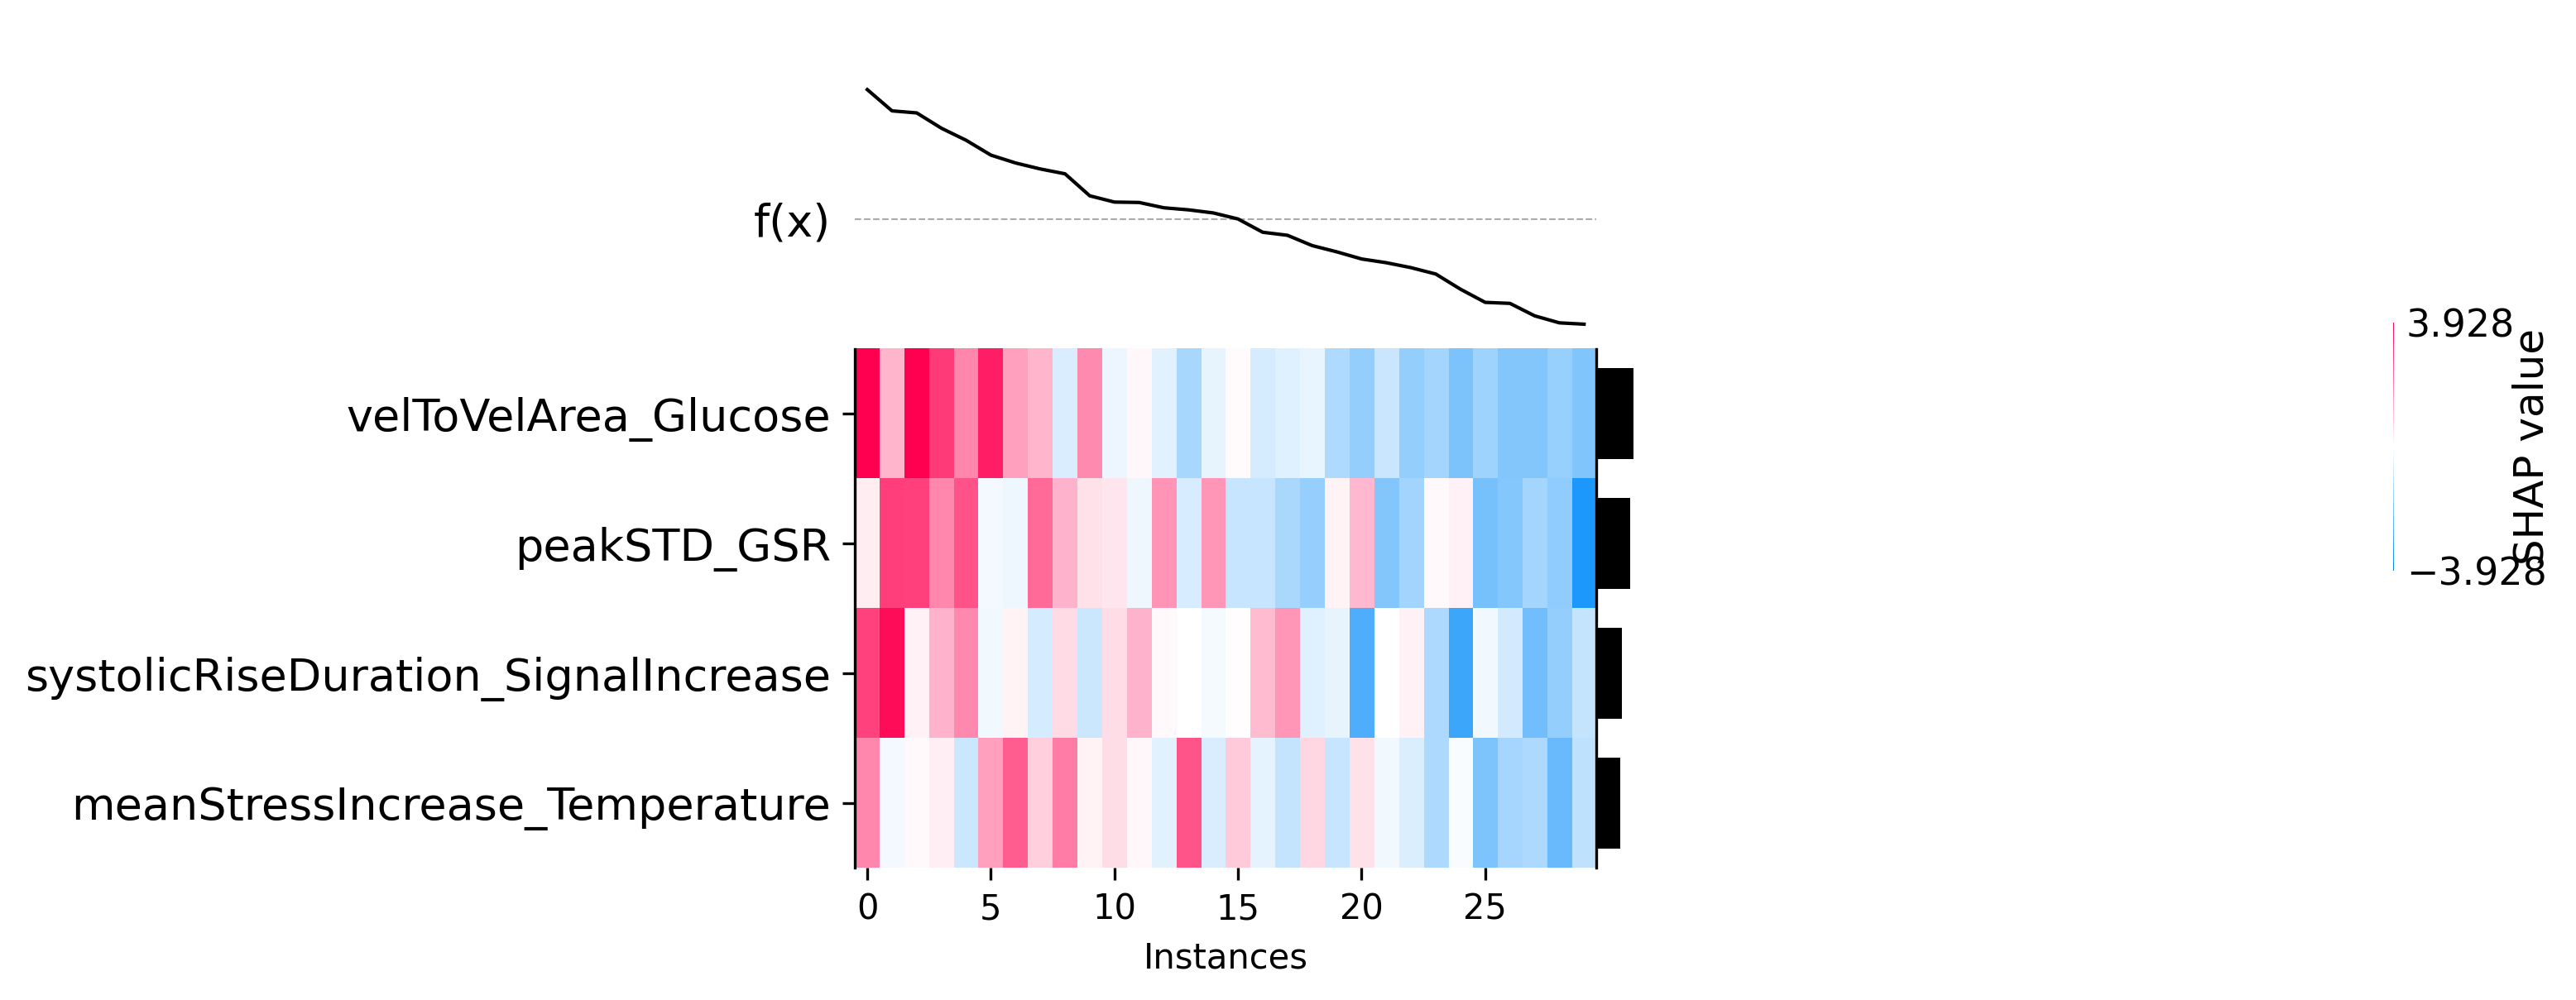 f(x)
3.928
SHAP value
−3.928
velToVelArea_Glucose
peakSTD_GSR
systolicRiseDuration_SignalIncrease
meanStressIncrease_Temperature
0 5 10 15 20 25
Instances